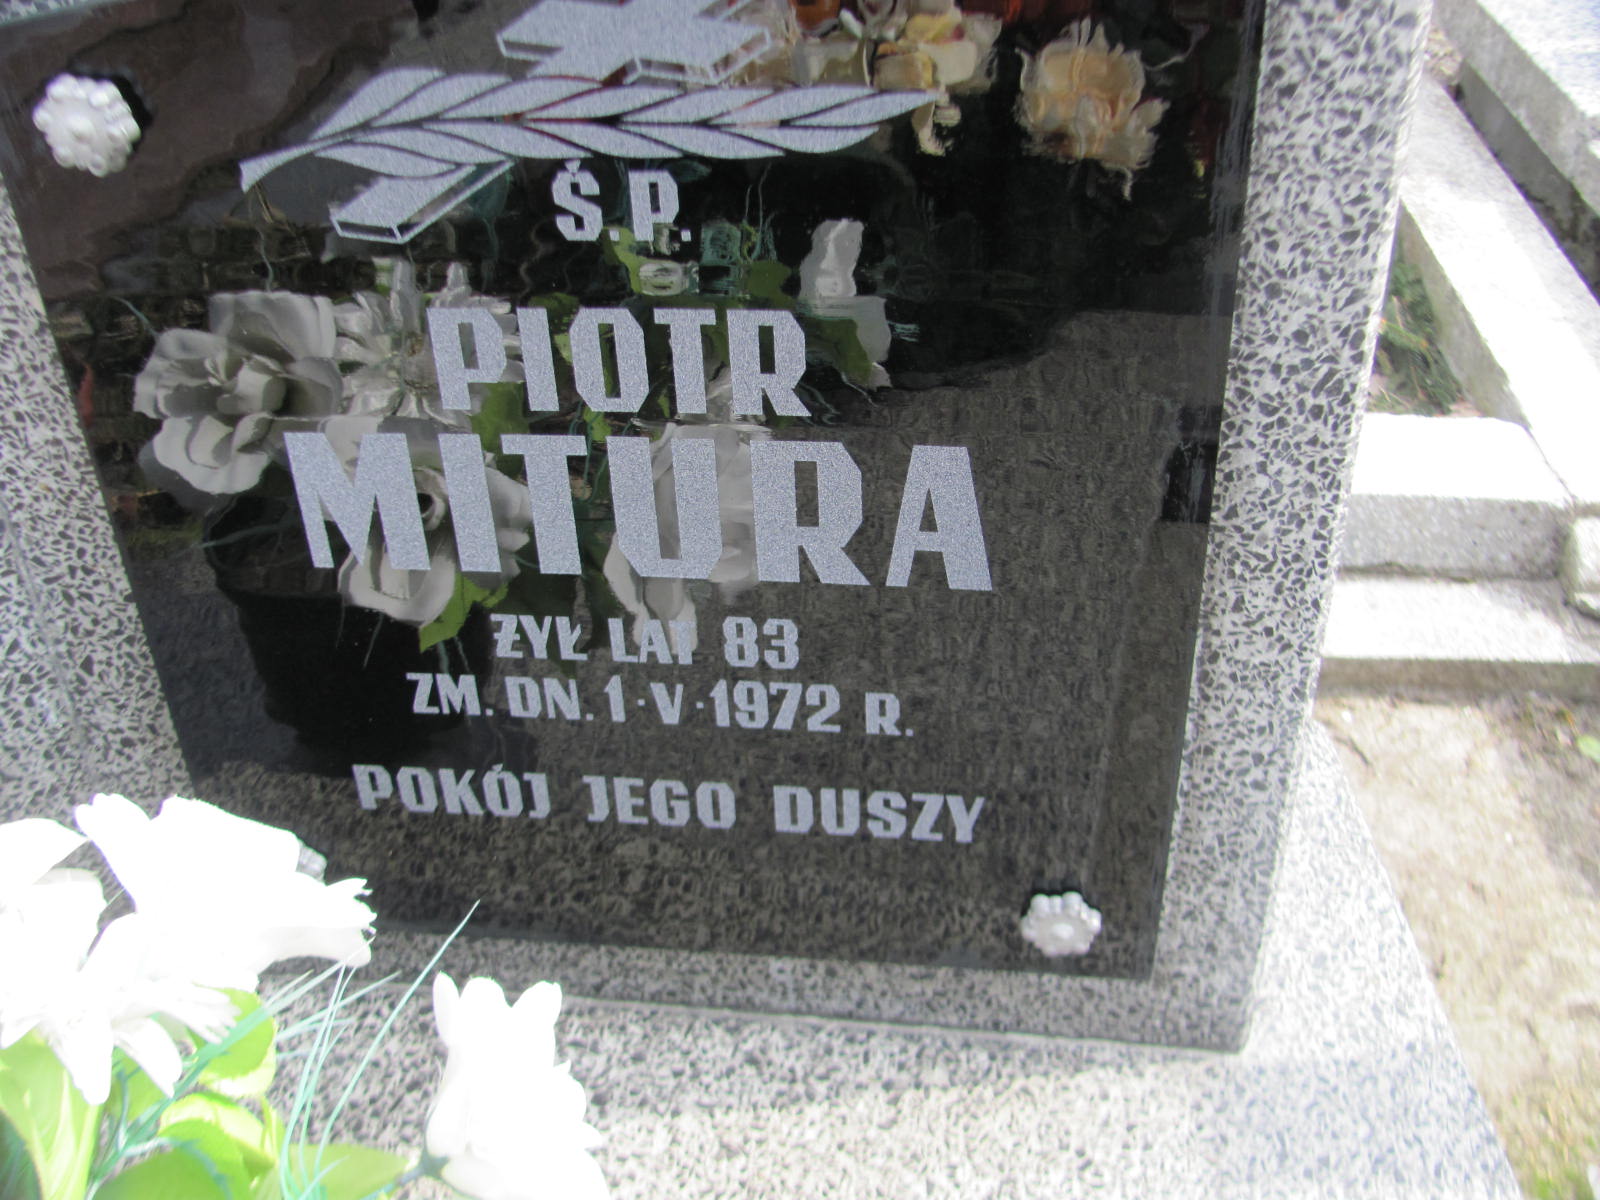 Ś.P.
PIOTR
MITURA
ŻYŁ LAT 83
ZM. DN. 1·V·1972 R.
POKÓJ JEGO DUSZY